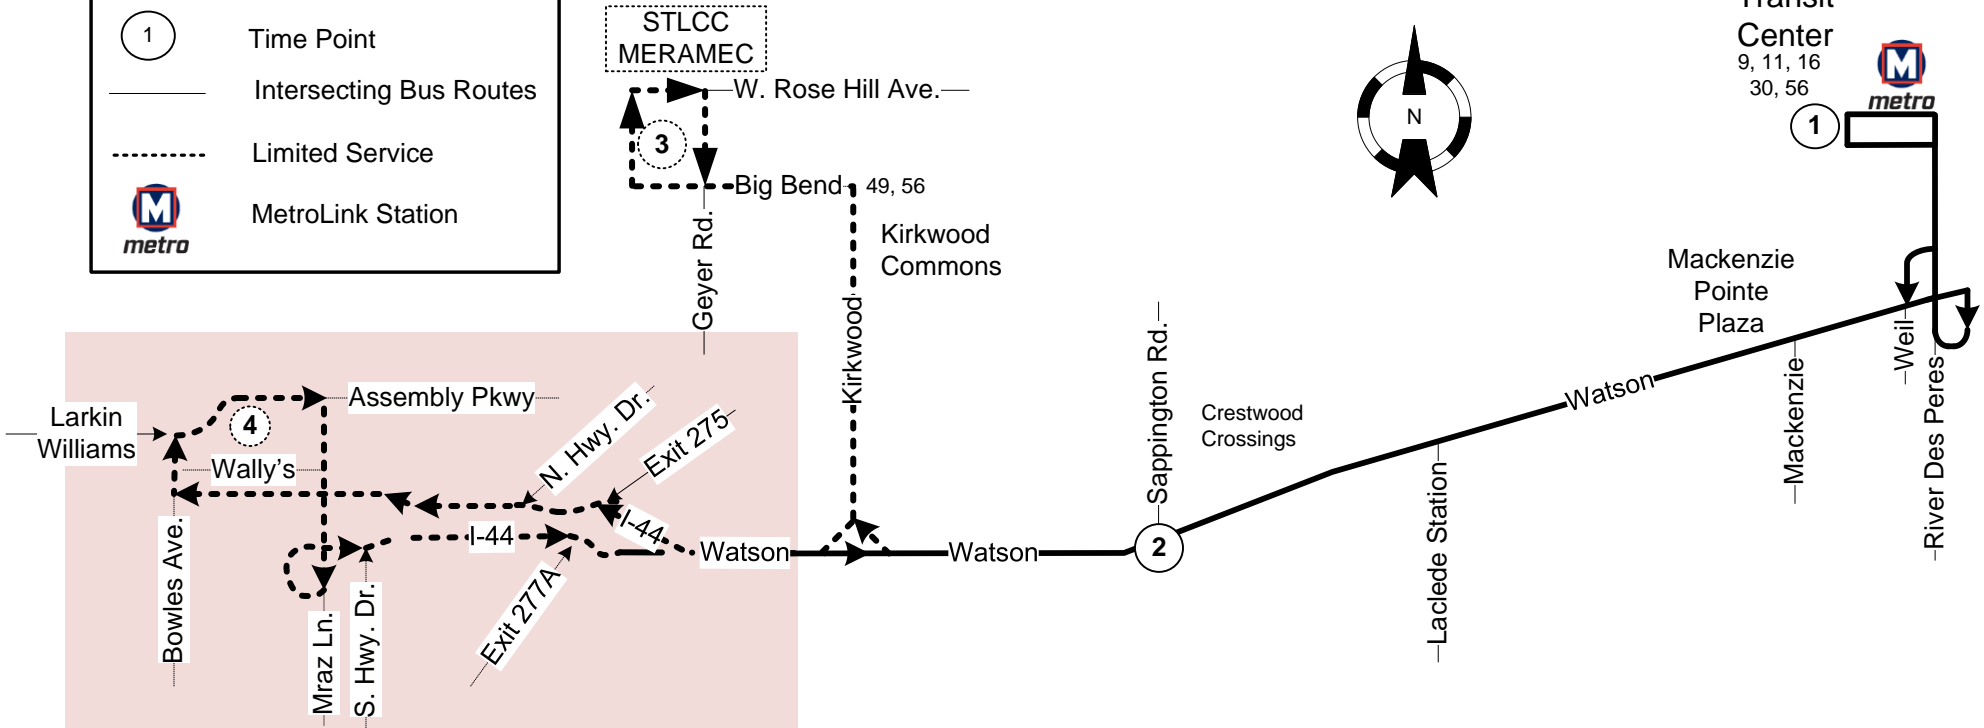 1
Time Point
Intersecting Bus Routes
Limited Service
metro
MetroLink Station
STLCC
MERAMEC
W. Rose Hill Ave.
3
Big Bend
49, 56
Geyer Rd.
Kirkwood
Commons
Kirkwood
N
Transit
Center
9, 11, 16
30, 56
metro
1
Mackenzie
Pointe
Plaza
Weil
River Des Peres
Mackenzie
Watson
Laclede Station
Crestwood
Crossings
Sappington Rd.
2
Watson
Watson
Larkin
Williams
4
Assembly Pkwy
Wally's
N. Hwy. Dr.
Exit 275
I-44
I-44
Exit 277A
Bowles Ave.
Mraz Ln.
S. Hwy. Dr.